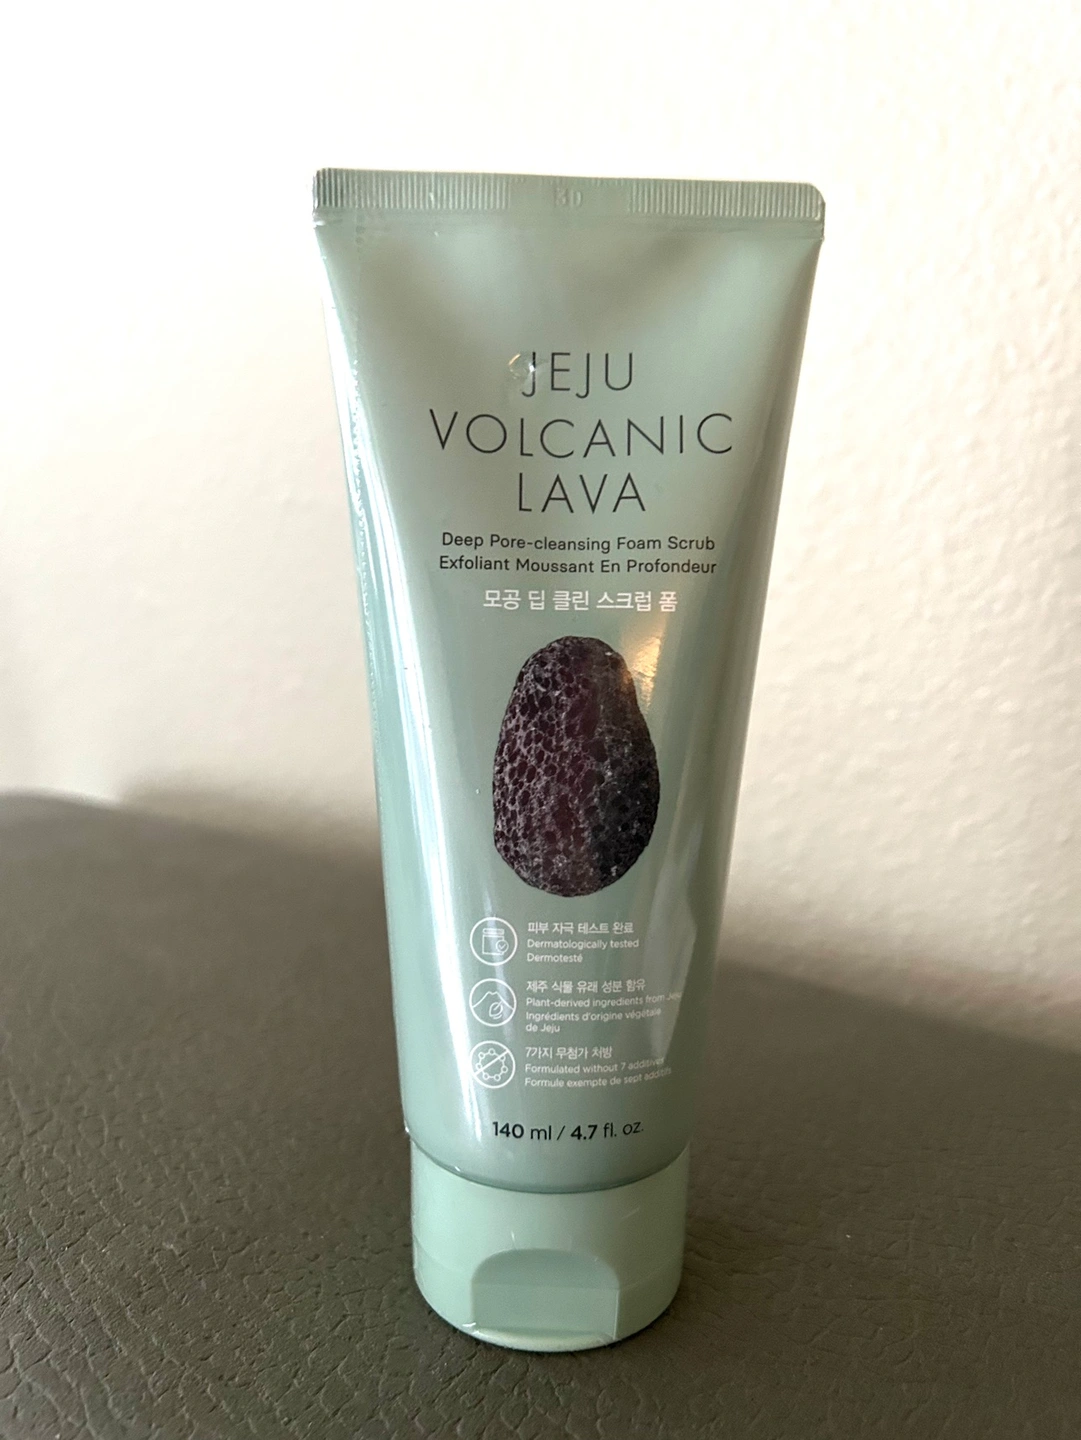 JEJU
VOLCANIC
LAVA
Deep Pore-cleansing Foam Scrub
Exfoliant Moussant En Profondeur
모공 딥 클린 스크럽 폼
피부 자극 테스트 완료
Dermatologically tested
Dermotesté
제주 식물 유래 성분 함유
Plant-derived ingredients from Jeju
Ingrédients d'origine végétale
de Jeju
7가지 무첨가 처방
Formulated without 7 additives
Formule exempte de sept additifs
140 ml / 4.7 fl. oz.